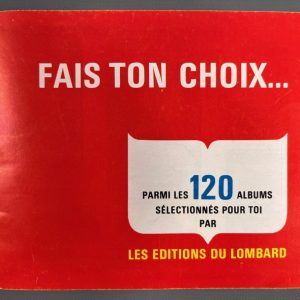 FAIS TON CHOIX...
PARMI LES 120 ALBUMS
SÉLECTIONNÉS POUR TOI
PAR
LES EDITIONS DU LOMBARD